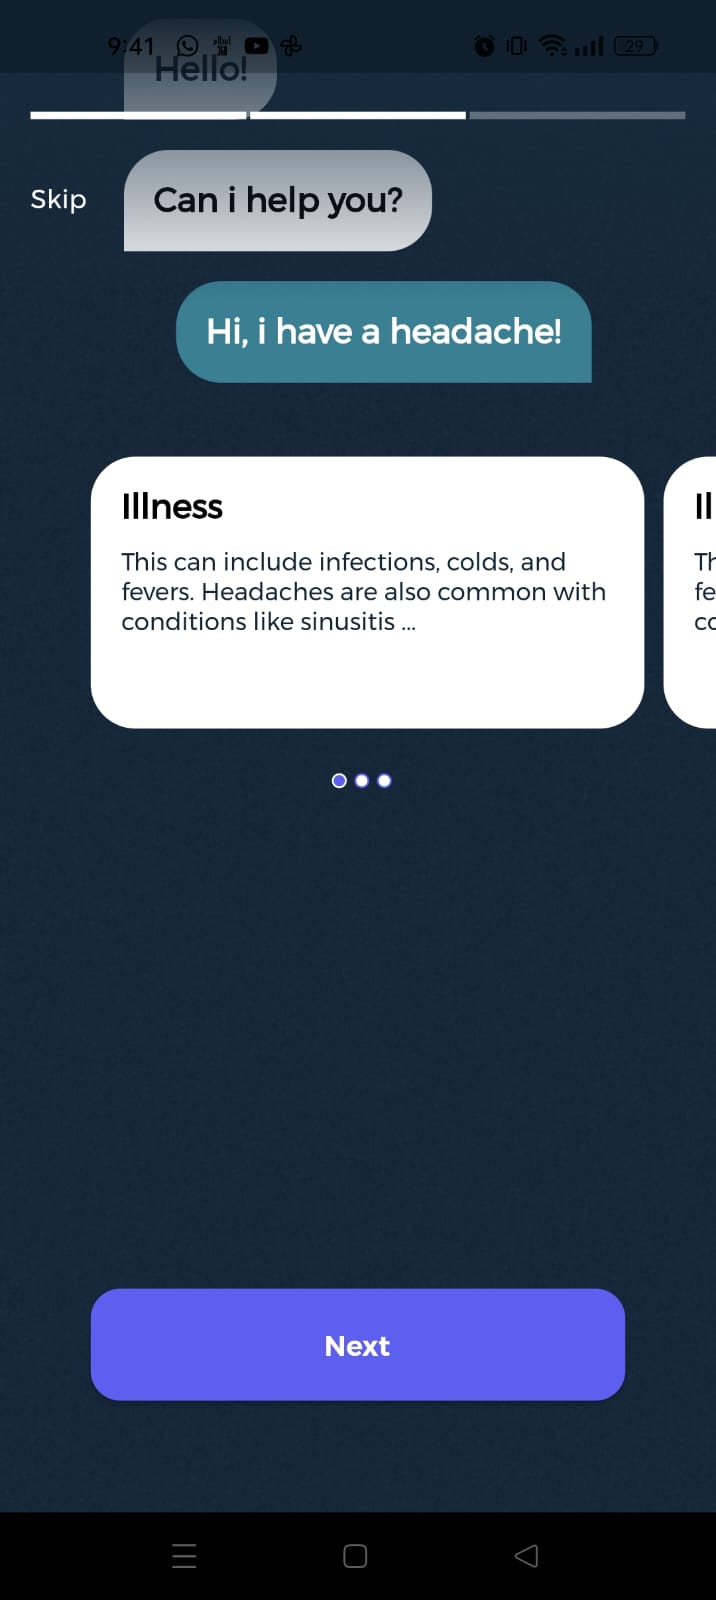 9:41
29
Hello!
Skip
Can i help you?
Hi, i have a headache!
Illness
This can include infections, colds, and
fevers. Headaches are also common with
conditions like sinusitis ...
Il
Th
fe
co
Next